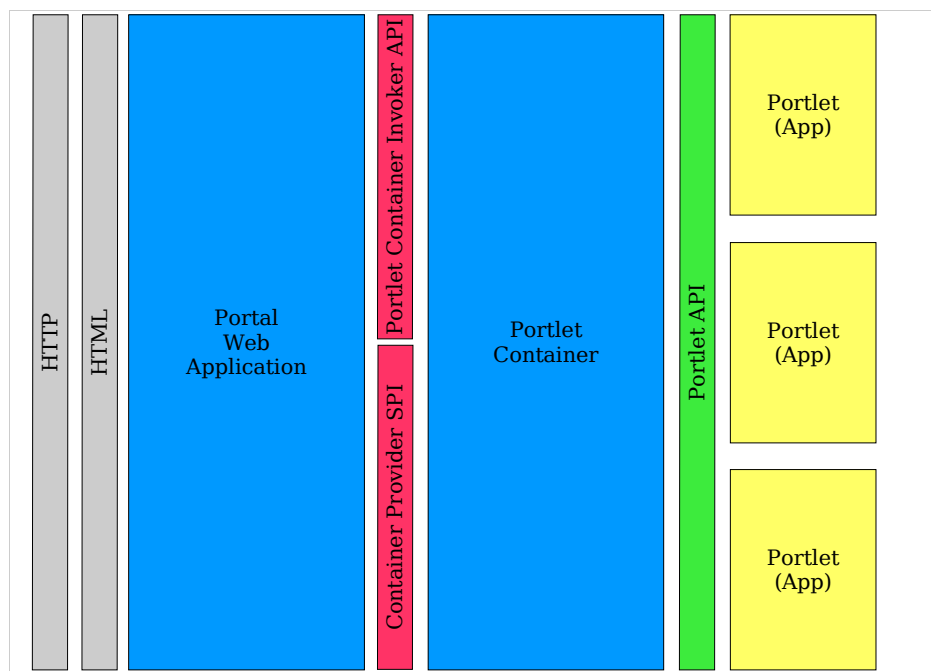 HTTP
HTML
Portal
Web
Application
Portlet Container Invoker API
Container Provider SPI
Portlet
Container
Portlet API
Portlet
(App)
Portlet
(App)
Portlet
(App)